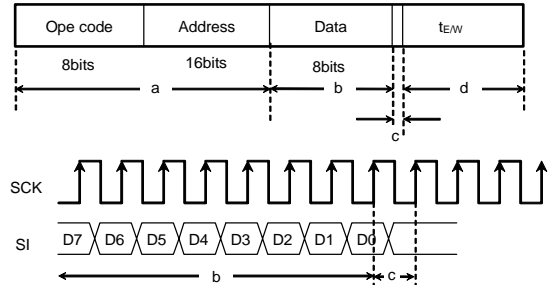 Ope code Address Data tE/W
8bits 16bits 8bits
a b d
c
SCK
SI D7 D6 D5 D4 D3 D2 D1 D0
b c